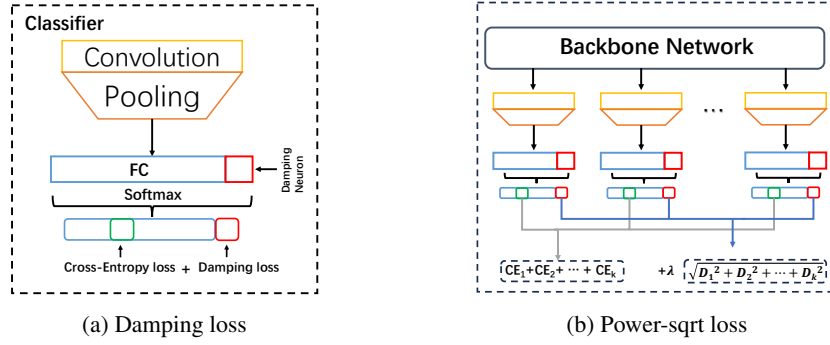 Classifier
Convolution
Pooling
FC
Damping
Neuron
Softmax
Cross-Entropy loss + Damping loss
(a) Damping loss
Backbone Network
...
CE₁+CE₂+ ··· + CEₖ +λ √D₁² + D₂² + ··· + Dₖ²
(b) Power-sqrt loss